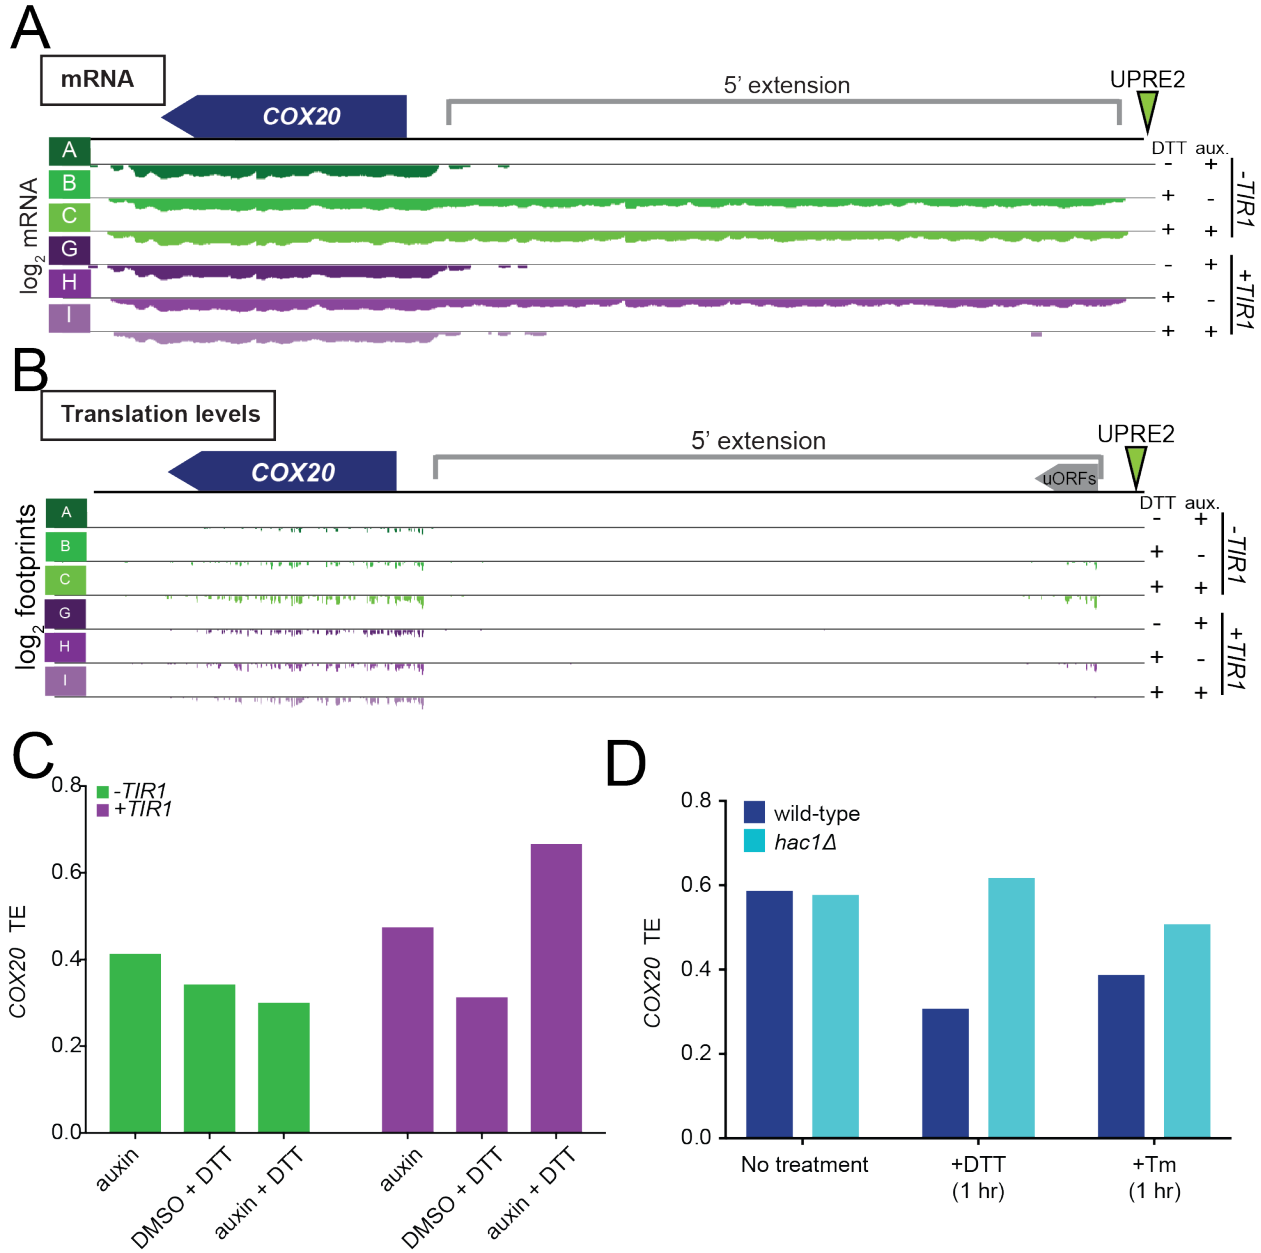 A
mRNA
COX20
5’ extension
UPRE2
DTT aux.
log2 mRNA
A - +
B + -
C + +
G - +
H + -
I + +
-TIR1
+TIR1
B
Translation levels
COX20
5’ extension
uORFs
UPRE2
DTT aux.
log2 footprints
A - +
B + -
C + +
G - +
H + -
I + +
-TIR1
+TIR1
C
-TIR1
+TIR1
COX20 TE
0.8
0.6
0.4
0.2
0.0
auxin
DMSO + DTT
auxin + DTT
auxin
DMSO + DTT
auxin + DTT
D
wild-type
hac1Δ
COX20 TE
0.8
0.6
0.4
0.2
0.0
No treatment
+DTT
(1 hr)
+Tm
(1 hr)